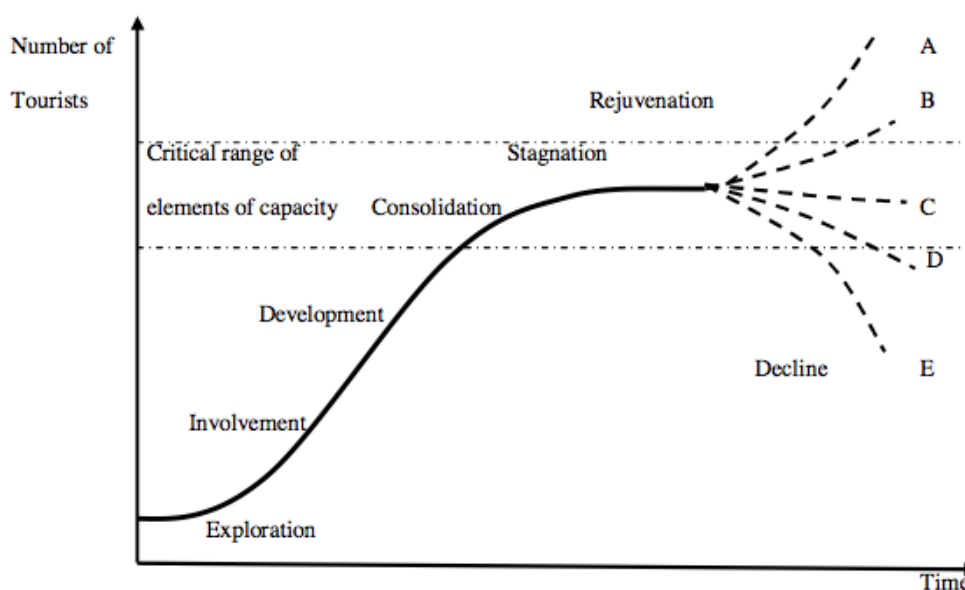 Number of
Tourists
A
Rejuvenation
B
Critical range of
Stagnation
elements of capacity
Consolidation
C
D
Development
Decline
E
Involvement
Exploration
Time